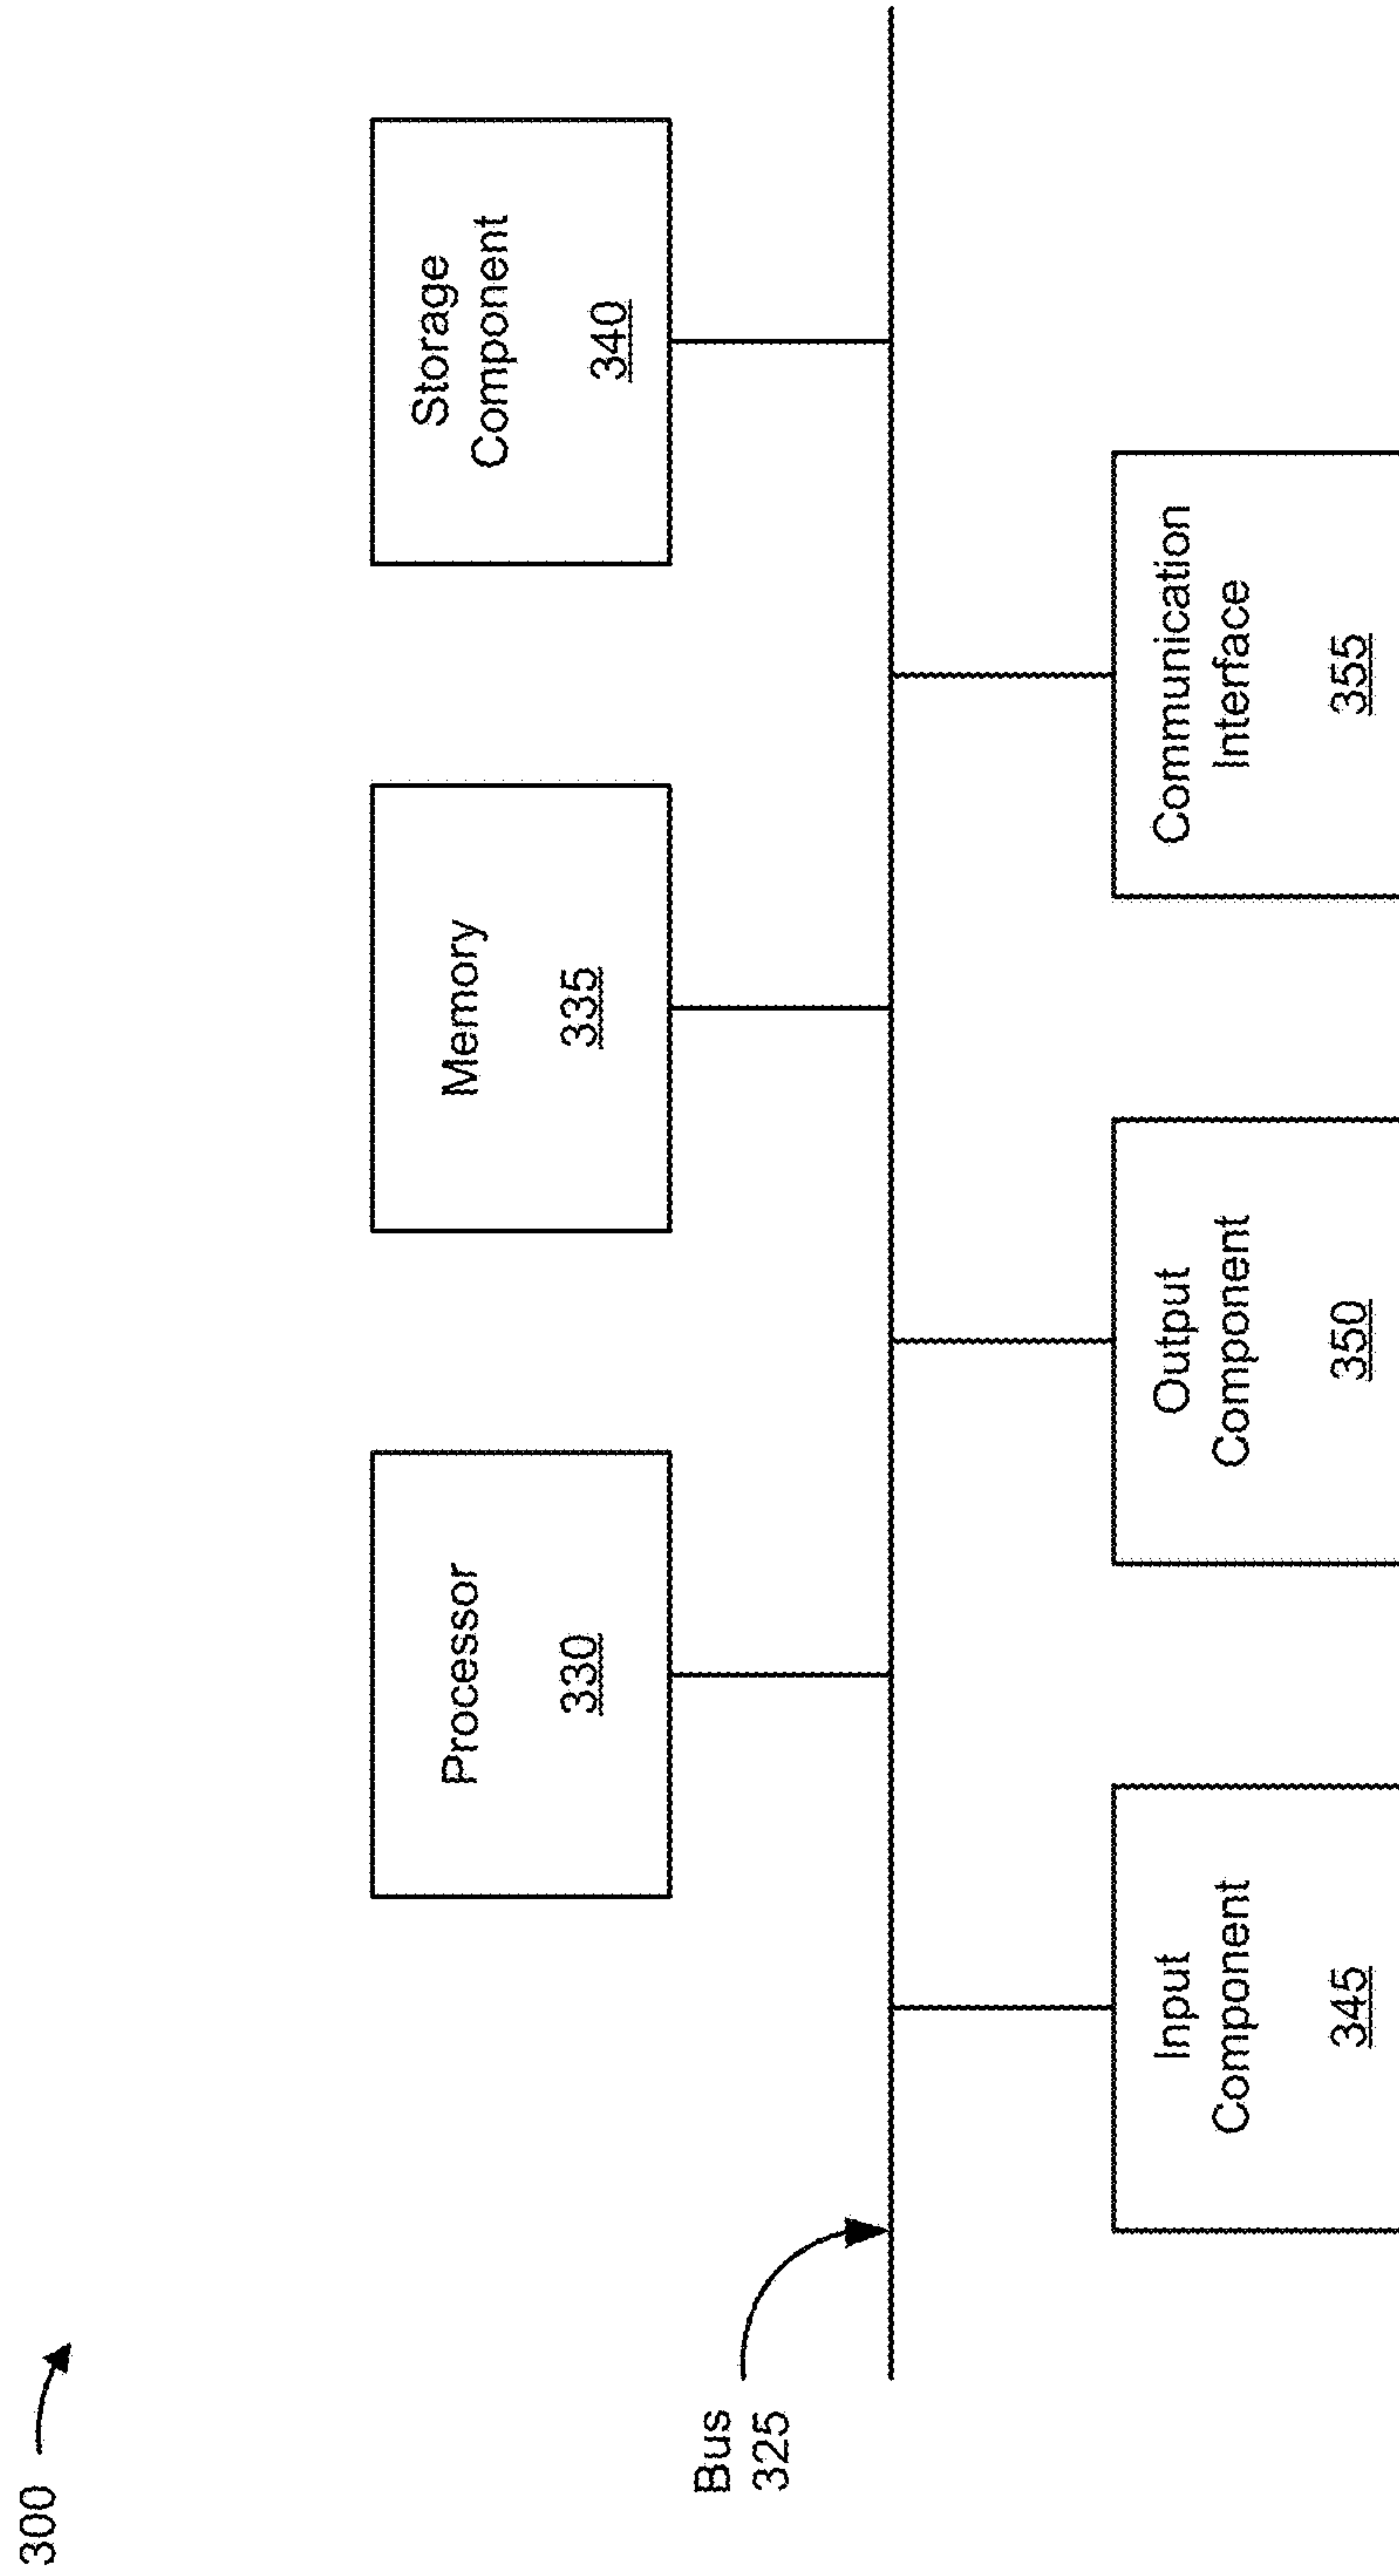 300
Processor
330
Memory
335
Storage
Component
340
Bus
325
Input
Component
345
Output
Component
350
Communication
Interface
355